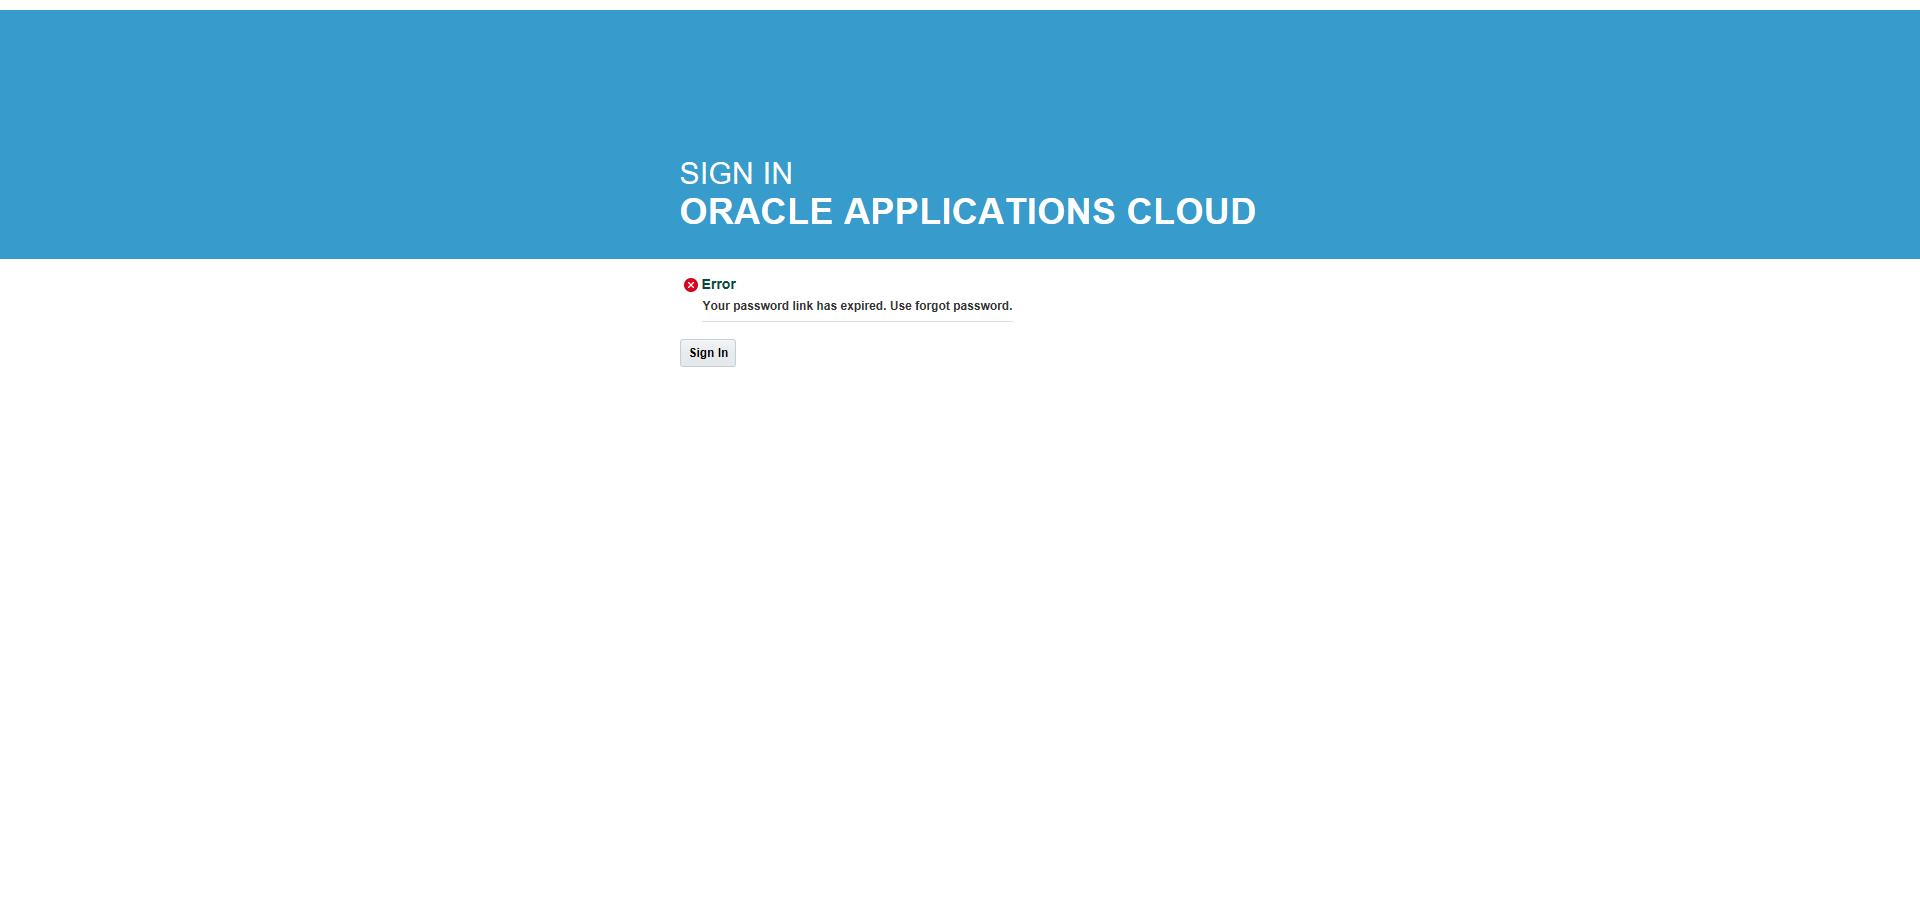 SIGN IN
ORACLE APPLICATIONS CLOUD
Error
Your password link has expired. Use forgot password.
Sign In